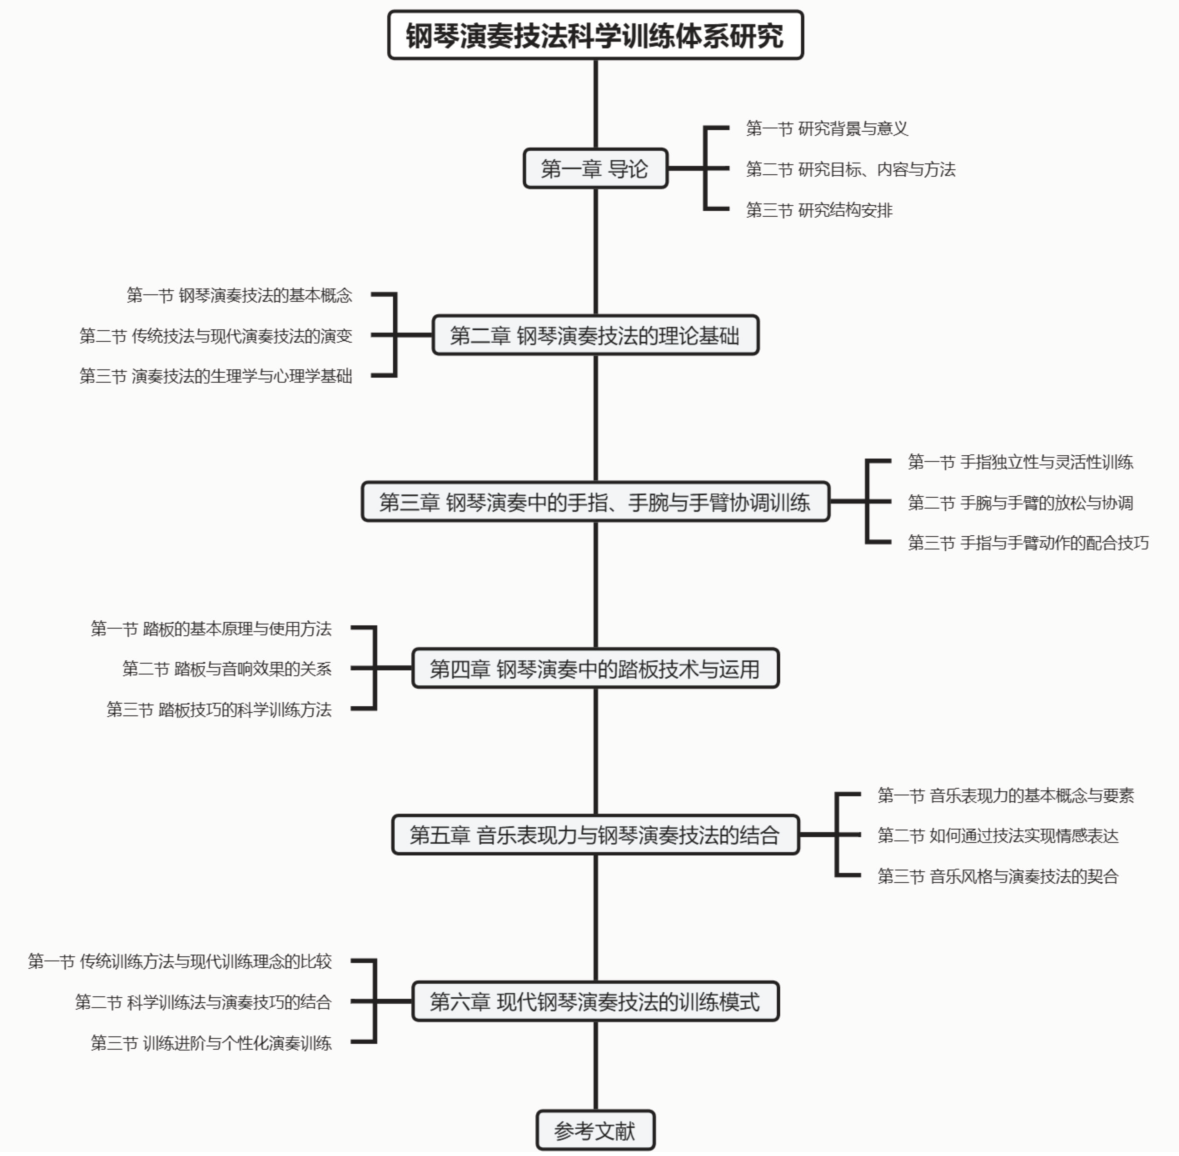 钢琴演奏技法科学训练体系研究
第一章 导论
第一节 研究背景与意义
第二节 研究目标、内容与方法
第三节 研究结构安排
第二章 钢琴演奏技法的理论基础
第一节 钢琴演奏技法的基本概念
第二节 传统技法与现代演奏技法的演变
第三节 演奏技法的生理学与心理学基础
第三章 钢琴演奏中的手指、手腕与手臂协调训练
第一节 手指独立性与灵活性训练
第二节 手腕与手臂的放松与协调
第三节 手指与手臂动作的配合技巧
第四章 钢琴演奏中的踏板技术与运用
第一节 踏板的基本原理与使用方法
第二节 踏板与音响效果的关系
第三节 踏板技巧的科学训练方法
第五章 音乐表现力与钢琴演奏技法的结合
第一节 音乐表现力的基本概念与要素
第二节 如何通过技法实现情感表达
第三节 音乐风格与演奏技法的契合
第六章 现代钢琴演奏技法的训练模式
第一节 传统训练方法与现代训练理念的比较
第二节 科学训练法与演奏技巧的结合
第三节 训练进阶与个性化演奏训练
参考文献